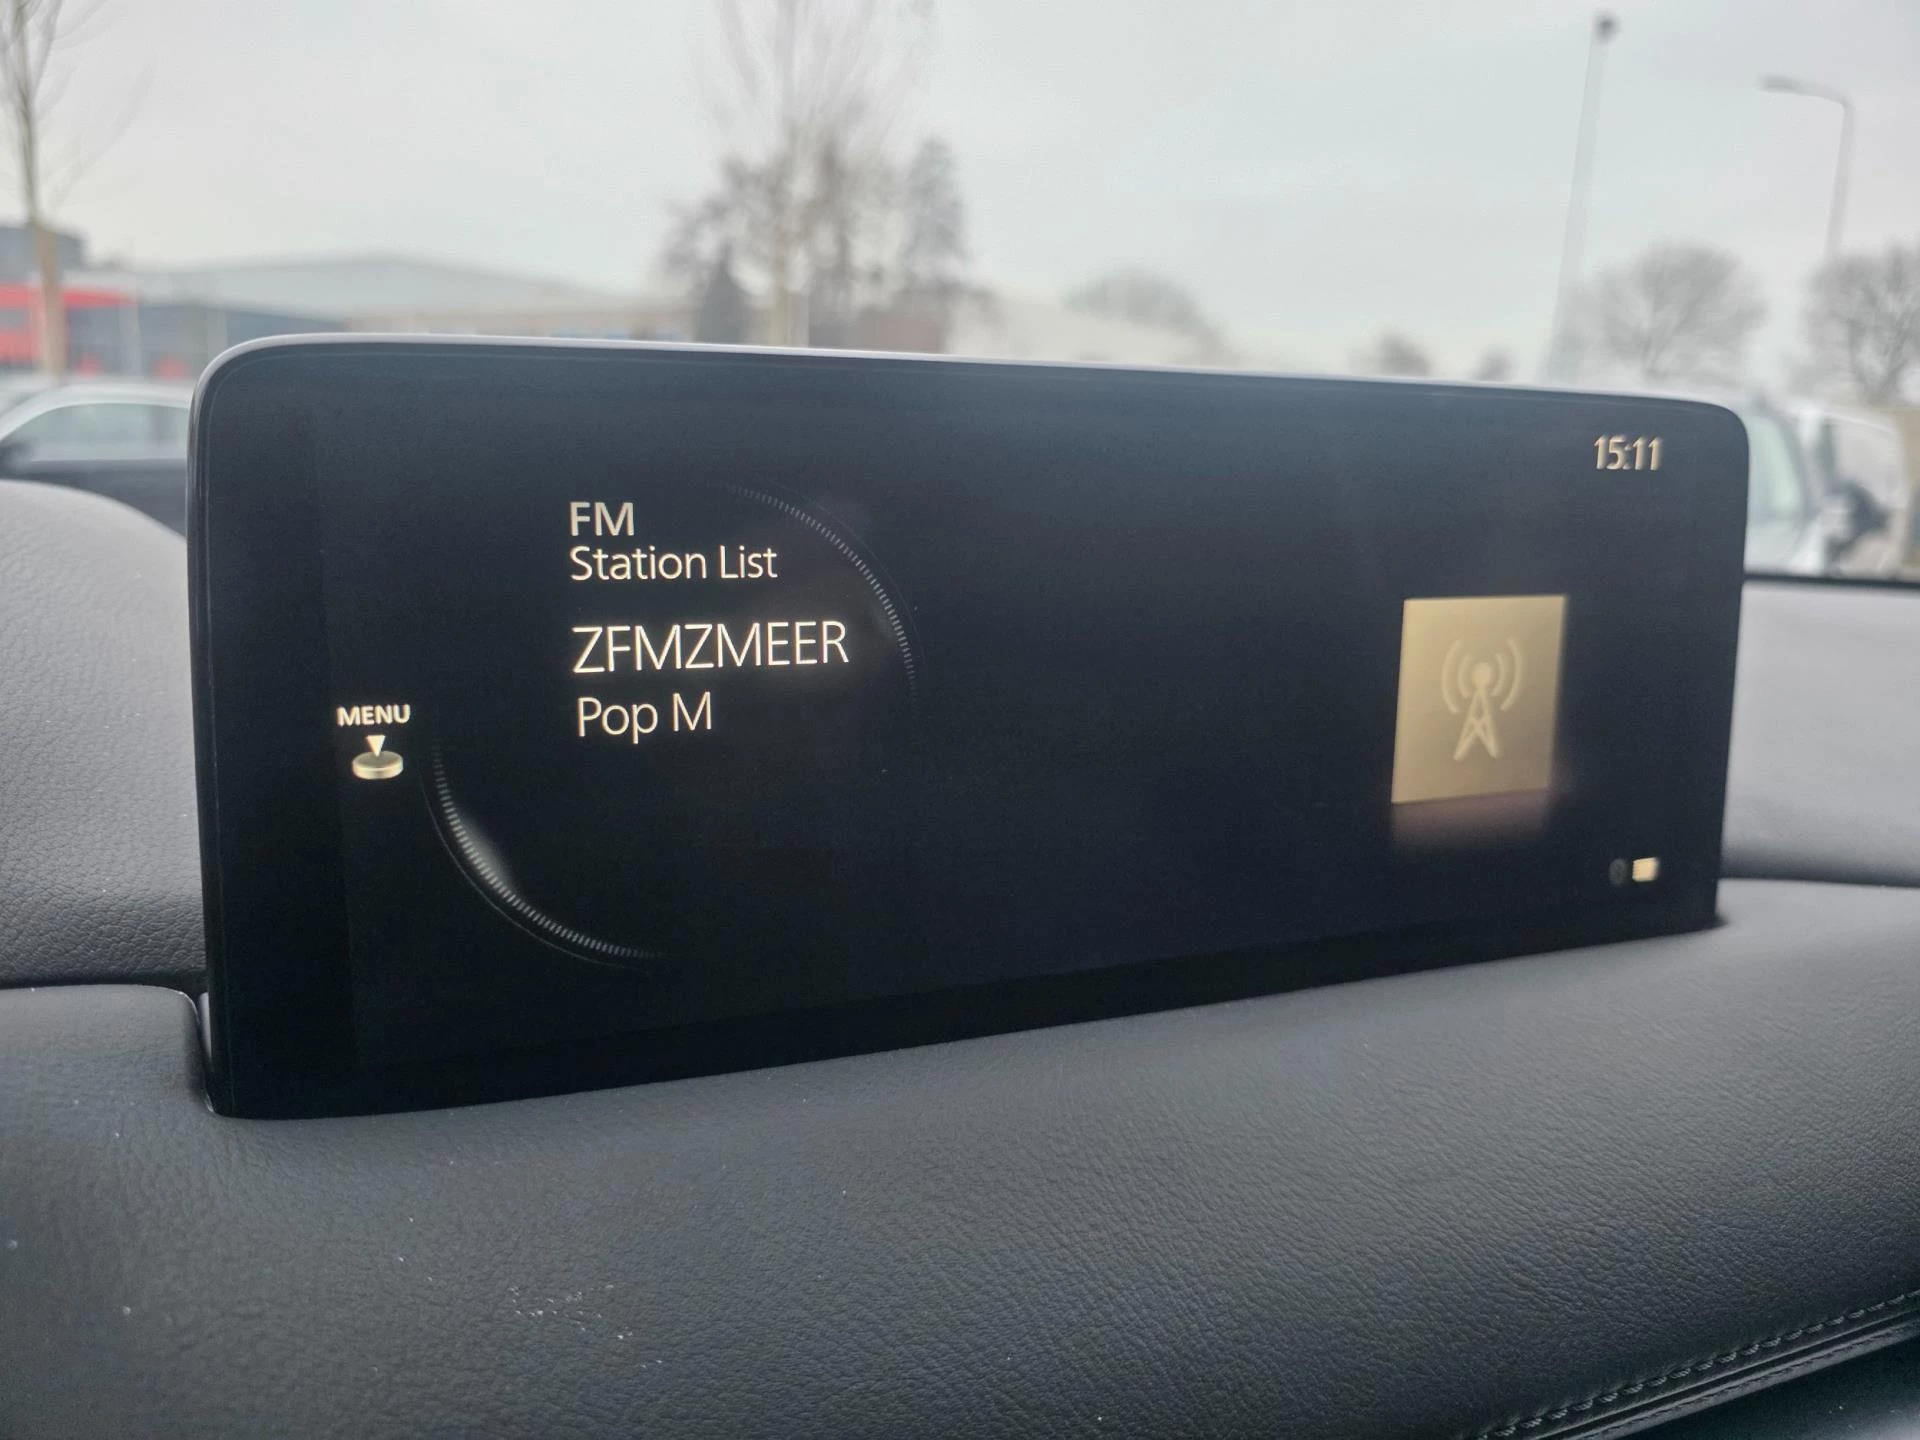 15:11
FM
Station List
ZFMZMEER
Pop M
MENU